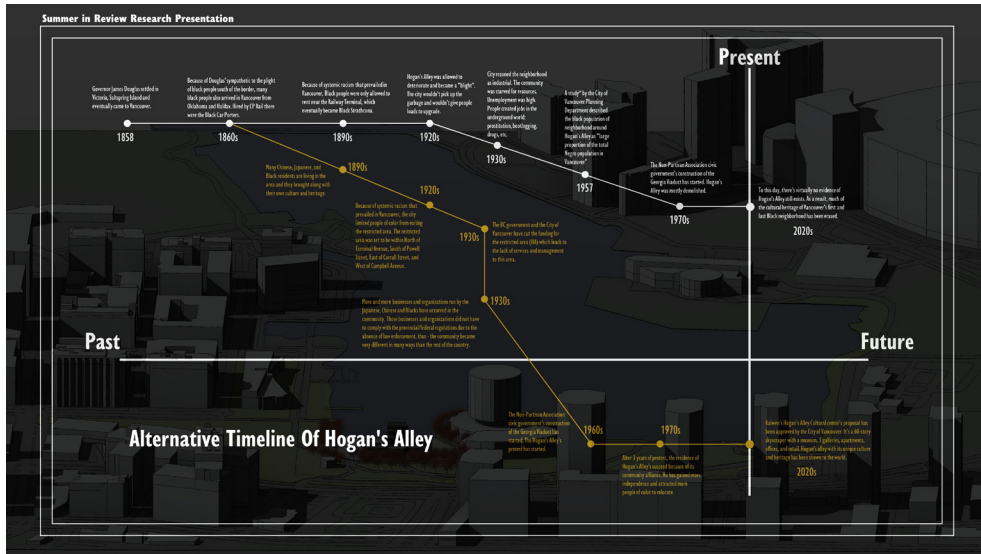 Summer in Review Research Presentation
Present
Governor James Douglas settled in
Victoria, Saltspring Island and
eventually came to Vancouver.
1858
Because of Douglas' sympathetic to the plight
of black people south of the border, many
black people also arrived in Vancouver from
Oklahoma and Halifax. Hired by CP Rail there
were the Black Car Porters.
1860s
Because of systemic racism that prevailed in
Vancouver, Black people were only allowed to
rent near the Railway Terminal, which
eventually became Black Strathcona.
1890s
Hogan's Alley was allowed to
deteriorate and become a "blight".
The city wouldn't pick up the
garbage and wouldn't give people
loads to upgrade.
1920s
City rezoned the neighborhood
as industrial. The community
was starved for resources.
Unemployment was high.
People created jobs in the
underground world:
prostitution, bootlegging,
drugs, etc.
1930s
A study" by the City of
Vancouver Planning
Department described
the black population of
neighborhood around
Hogan's Alley as "large
proportion of the total
Negro population in
Vancouver"
1957
The Non-Partisan Association civic
government's construction of the
Georgia Viaduct has started. Hogan's
Alley was mostly demolished.
1970s
To this day, there's virtually no evidence of
Hogan's Alley still exists. As a result, much of
the cultural heritage of Vancouver's first and
last Black neighborhood has been erased.
2020s
Many Chinese, Japanese, and
Black residents are living in the
area and they brought along with
their own culture and heritage.
1890s
1920s
Because of systemic racism that
prevailed in Vancouver, the city
limited people of color from exiting
the restricted area. The restricted
area was set to be within North of
Terminal Avenue, South of Powell
Street, East of Carrall Street, and
West of Campbell Avenue.
1930s
The BC government and the City of
Vancouver have cut the funding for
the restricted area (RA) which leads to
the lack of services and management
to this area.
1930s
More and more businesses and organizations run by the
Japanese, Chinese and Blacks have occurred in the
community. Those businesses and organizations did not have
to comply with the provincial/federal regulations due to the
absence of law enforcement, thus - the community became
very different in many ways than the rest of the country.
Past
Future
Alternative Timeline Of Hogan's Alley
The Non-Partisan Association
civic government's construction
of the Georgia Viaduct has
started. The Hogan's Alley's
protest has started.
1960s
1970s
After 3 years of protest, the residence of
Hogan's Alley's succeed because of its
community alliance. He has gained more
independence and attracted more
people of color to relocate.
Hogan's Alley Cultural center's proposal has
been approved by the City of Vancouver. It's a 60-story
skyscraper with a museum, 3 galleries, apartments,
offices, and retail. Hogan's alley with its unique culture
and heritage has been shown to the world.
2020s